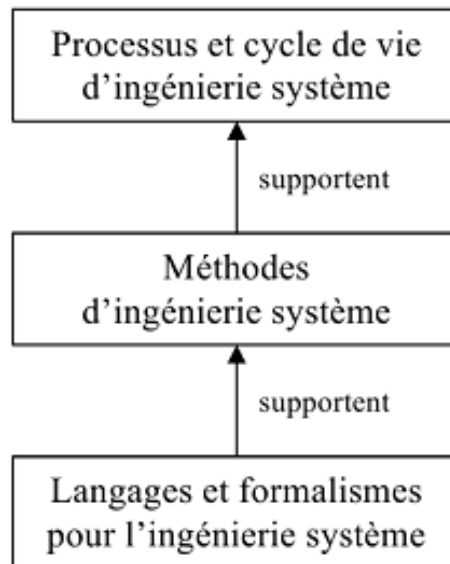 Processus et cycle de vie
d'ingénierie système
supportent
Méthodes
d'ingénierie système
supportent
Langages et formalismes
pour l'ingénierie système